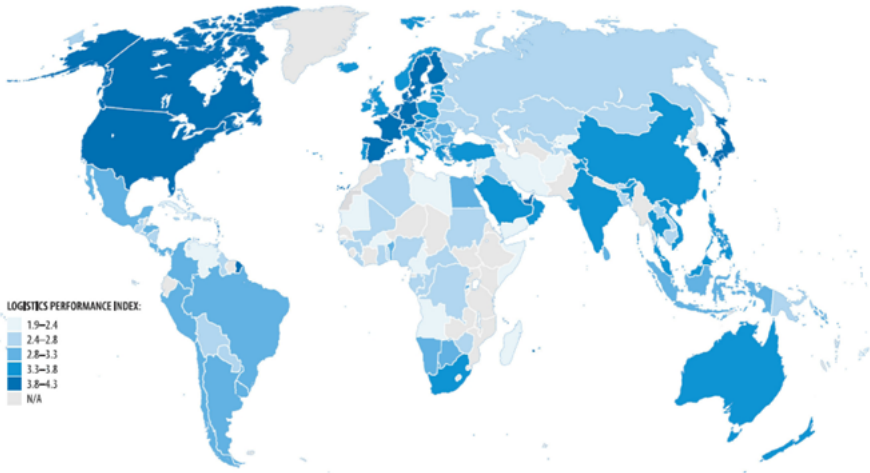 LOGISTICS PERFORMANCE INDEX:
1.9–2.4
2.4–2.8
2.8–3.3
3.3–3.8
3.8–4.3
N/A